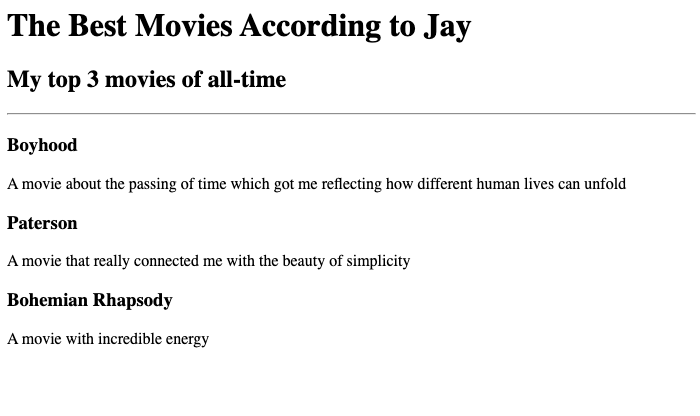 The Best Movies According to Jay
My top 3 movies of all-time
Boyhood
A movie about the passing of time which got me reflecting how different human lives can unfold
Paterson
A movie that really connected me with the beauty of simplicity
Bohemian Rhapsody
A movie with incredible energy